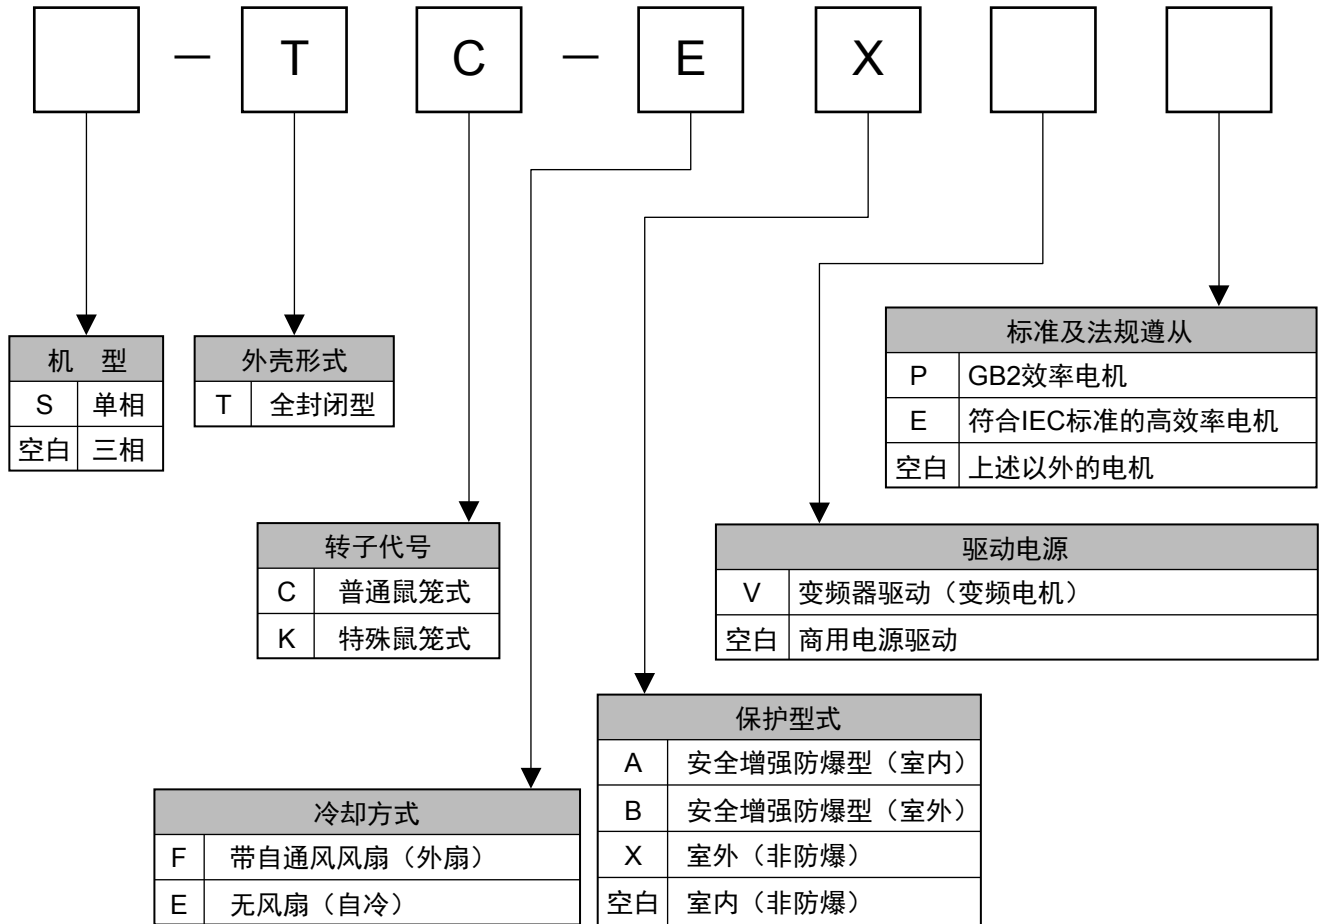 — T C — E X
机 型
S 单相
空白 三相
外壳形式
T 全封闭型
标准及法规遵从
P GB2效率电机
E 符合IEC标准的高效率电机
空白 上述以外的电机
转子代号
C 普通鼠笼式
K 特殊鼠笼式
驱动电源
V 变频器驱动（变频电机）
空白 商用电源驱动
冷却方式
F 带自通风风扇（外扇）
E 无风扇（自冷）
保护型式
A 安全增强防爆型（室内）
B 安全增强防爆型（室外）
X 室外（非防爆）
空白 室内（非防爆）